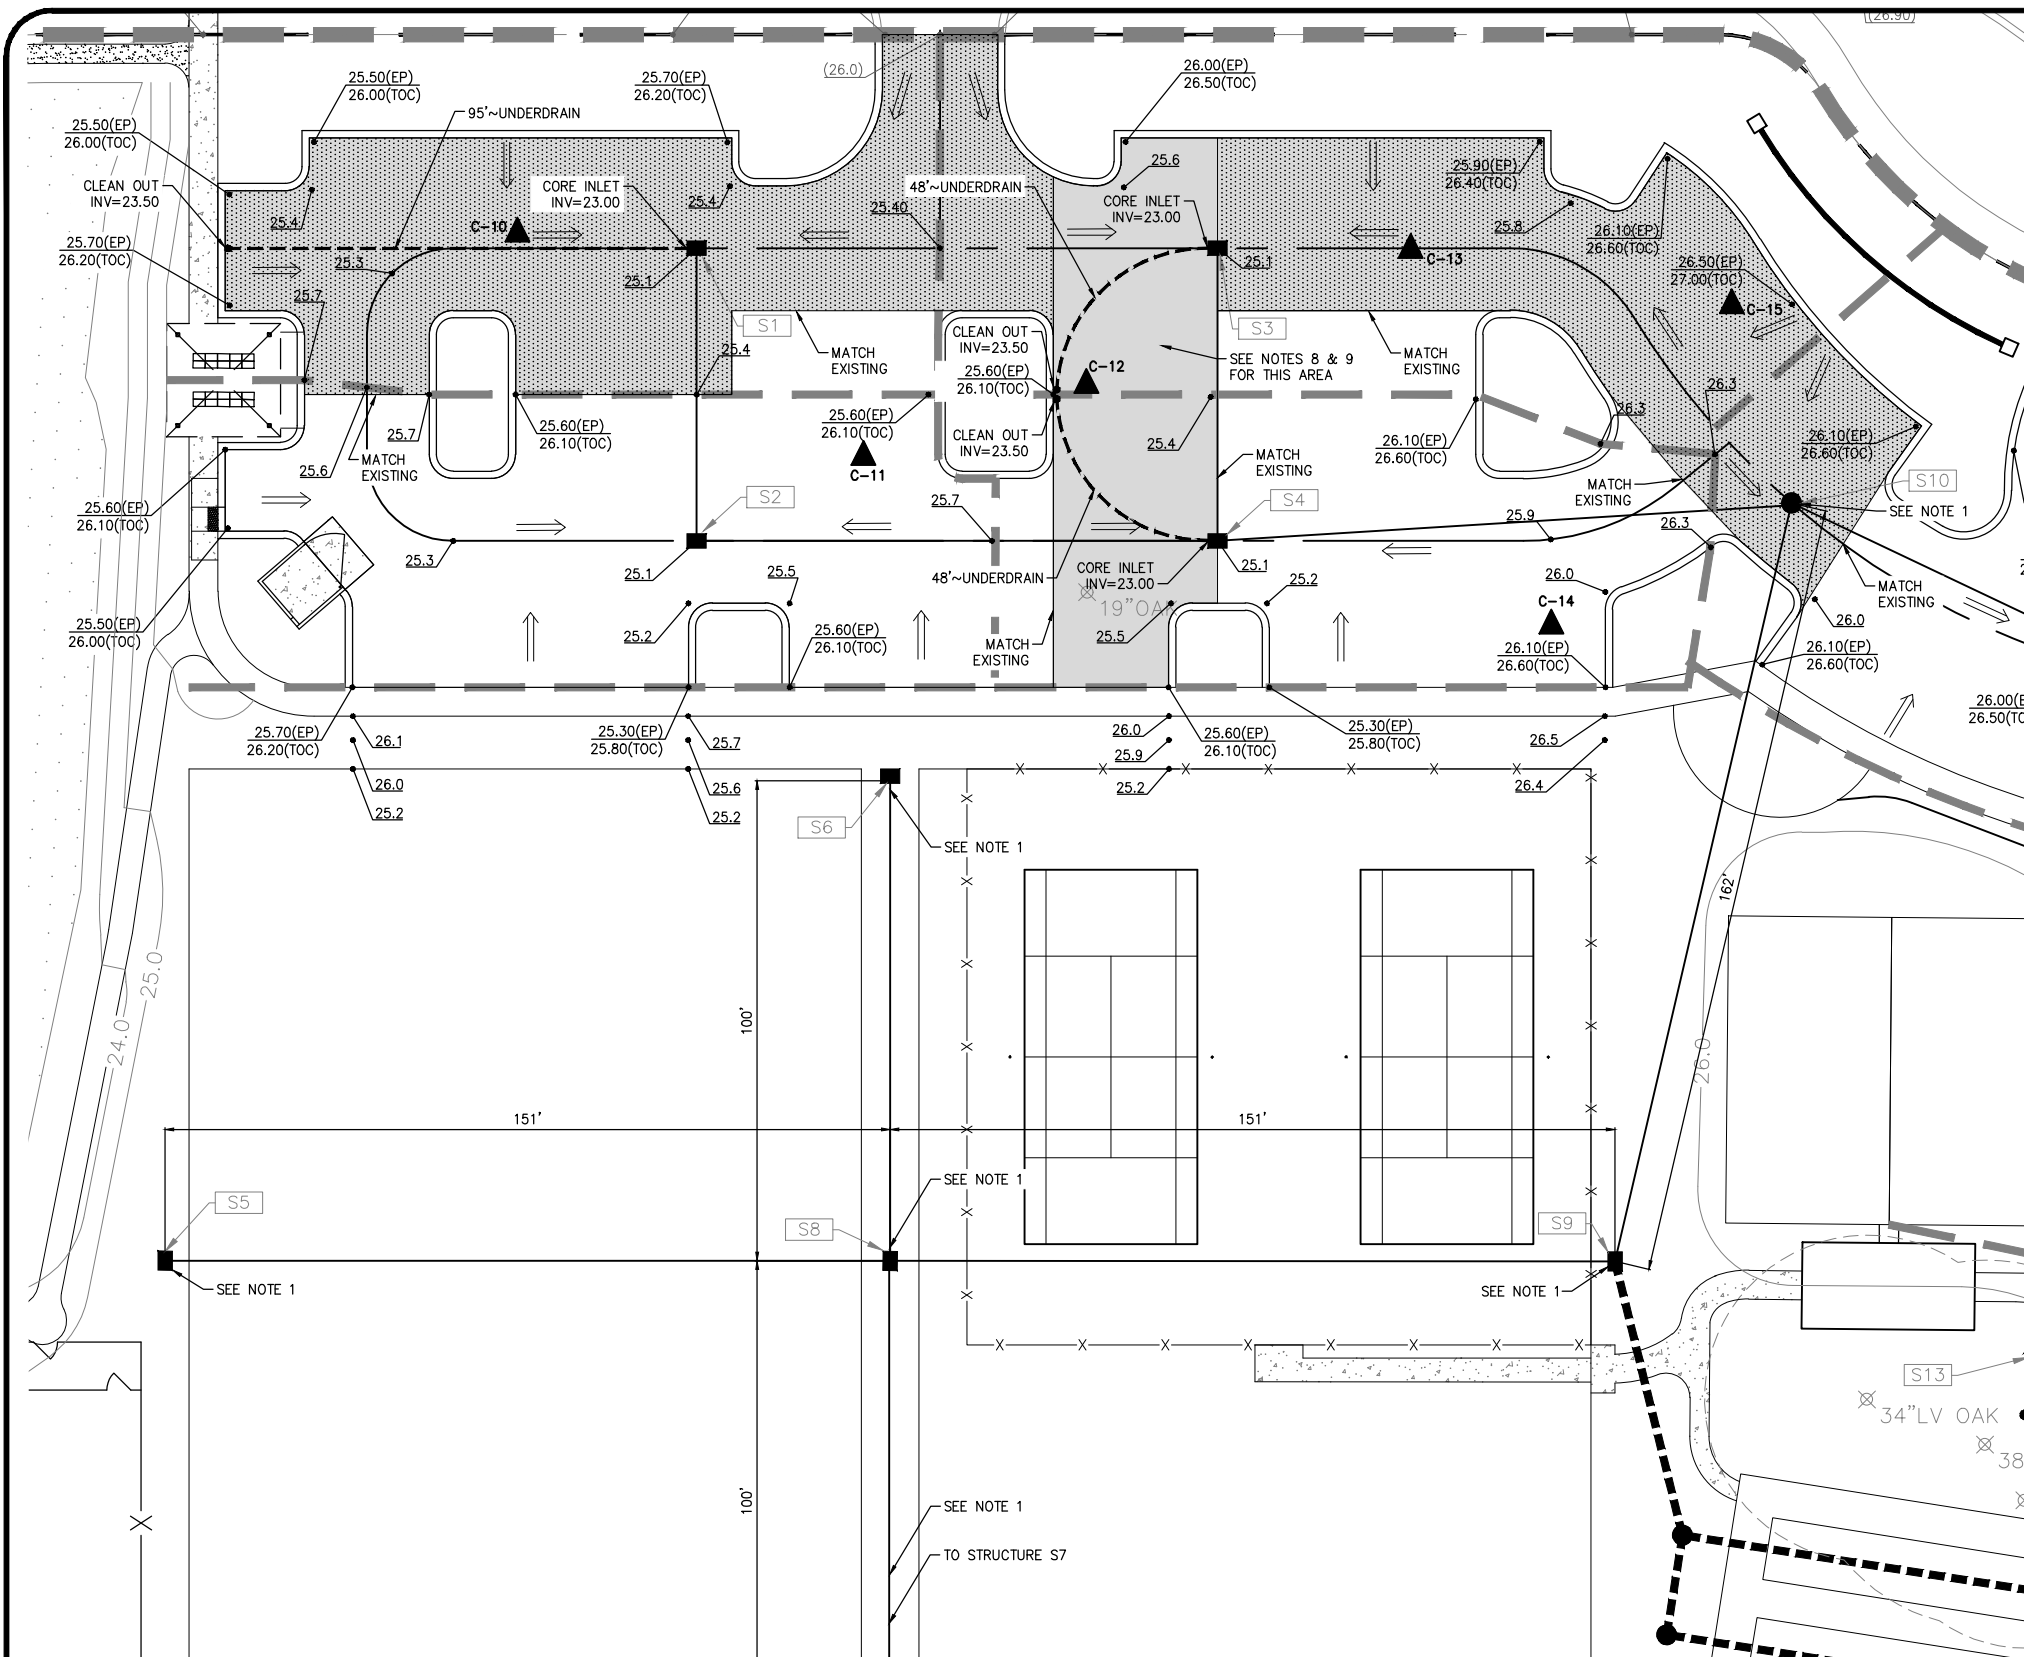 (26.90)
25.50(EP)
26.00(TOC)
25.70(EP)
26.20(TOC)
(26.0)
26.00(EP)
26.50(TOC)
95'~UNDERDRAIN
25.50(EP)
26.00(TOC)
25.6
25.90(EP)
26.40(TOC)
CLEAN OUT
INV=23.50
CORE INLET
INV=23.00
25.4
25.4
25.40
48'~UNDERDRAIN
CORE INLET
INV=23.00
25.8
26.10(EP)
26.60(TOC)
C-10
25.70(EP)
26.20(TOC)
25.3
25.1
25.1
C-13
26.50(EP)
27.00(TOC)
C-15
25.7
S1
S3
CLEAN OUT
INV=23.50
25.4
MATCH
EXISTING
SEE NOTES 8 & 9
FOR THIS AREA
MATCH
EXISTING
C-12
25.60(EP)
26.10(TOC)
26.3
26.3
25.7
25.60(EP)
26.10(TOC)
25.60(EP)
26.10(TOC)
CLEAN OUT
INV=23.50
25.4
26.10(EP)
26.60(TOC)
26.10(EP)
26.60(TOC)
25.6
MATCH
EXISTING
C-11
MATCH
EXISTING
MATCH
EXISTING
S10
S2
S4
25.60(EP)
26.10(TOC)
25.7
25.9
26.3
SEE NOTE 1
25.3
25.1
25.5
48'~UNDERDRAIN
CORE INLET
INV=23.00
25.1
25.2
26.0
MATCH
EXISTING
19"OAK
C-14
25.50(EP)
26.00(TOC)
25.2
25.60(EP)
26.10(TOC)
MATCH
EXISTING
25.5
26.10(EP)
26.60(TOC)
26.0
26.10(EP)
26.60(TOC)
25.70(EP)
26.20(TOC)
26.1
25.30(EP)
25.80(TOC)
25.7
26.0
25.9
25.60(EP)
26.10(TOC)
25.30(EP)
25.80(TOC)
26.5
26.00(E
26.50(TO
26.0
25.2
25.6
25.2
25.2
26.4
S6
SEE NOTE 1
162'
25.0
24.0
100'
26.0
151'
151'
S5
S8
SEE NOTE 1
S9
SEE NOTE 1
SEE NOTE 1
S13
34"LV OAK
38
100'
SEE NOTE 1
TO STRUCTURE S7
X